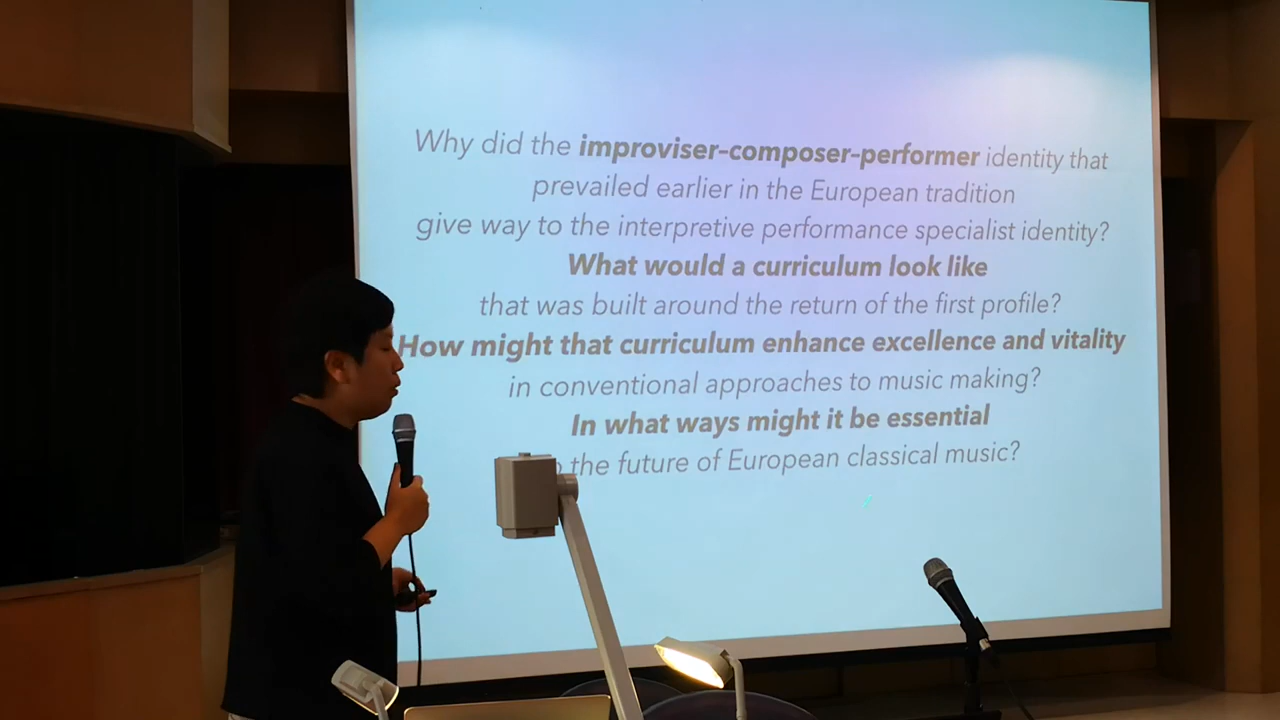 Why did the improviser-composer-performer identity that
prevailed earlier in the European tradition
give way to the interpretive performance specialist identity?
What would a curriculum look like
that was built around the return of the first profile?
How might that curriculum enhance excellence and vitality
in conventional approaches to music making?
In what ways might it be essential
the future of European classical music?